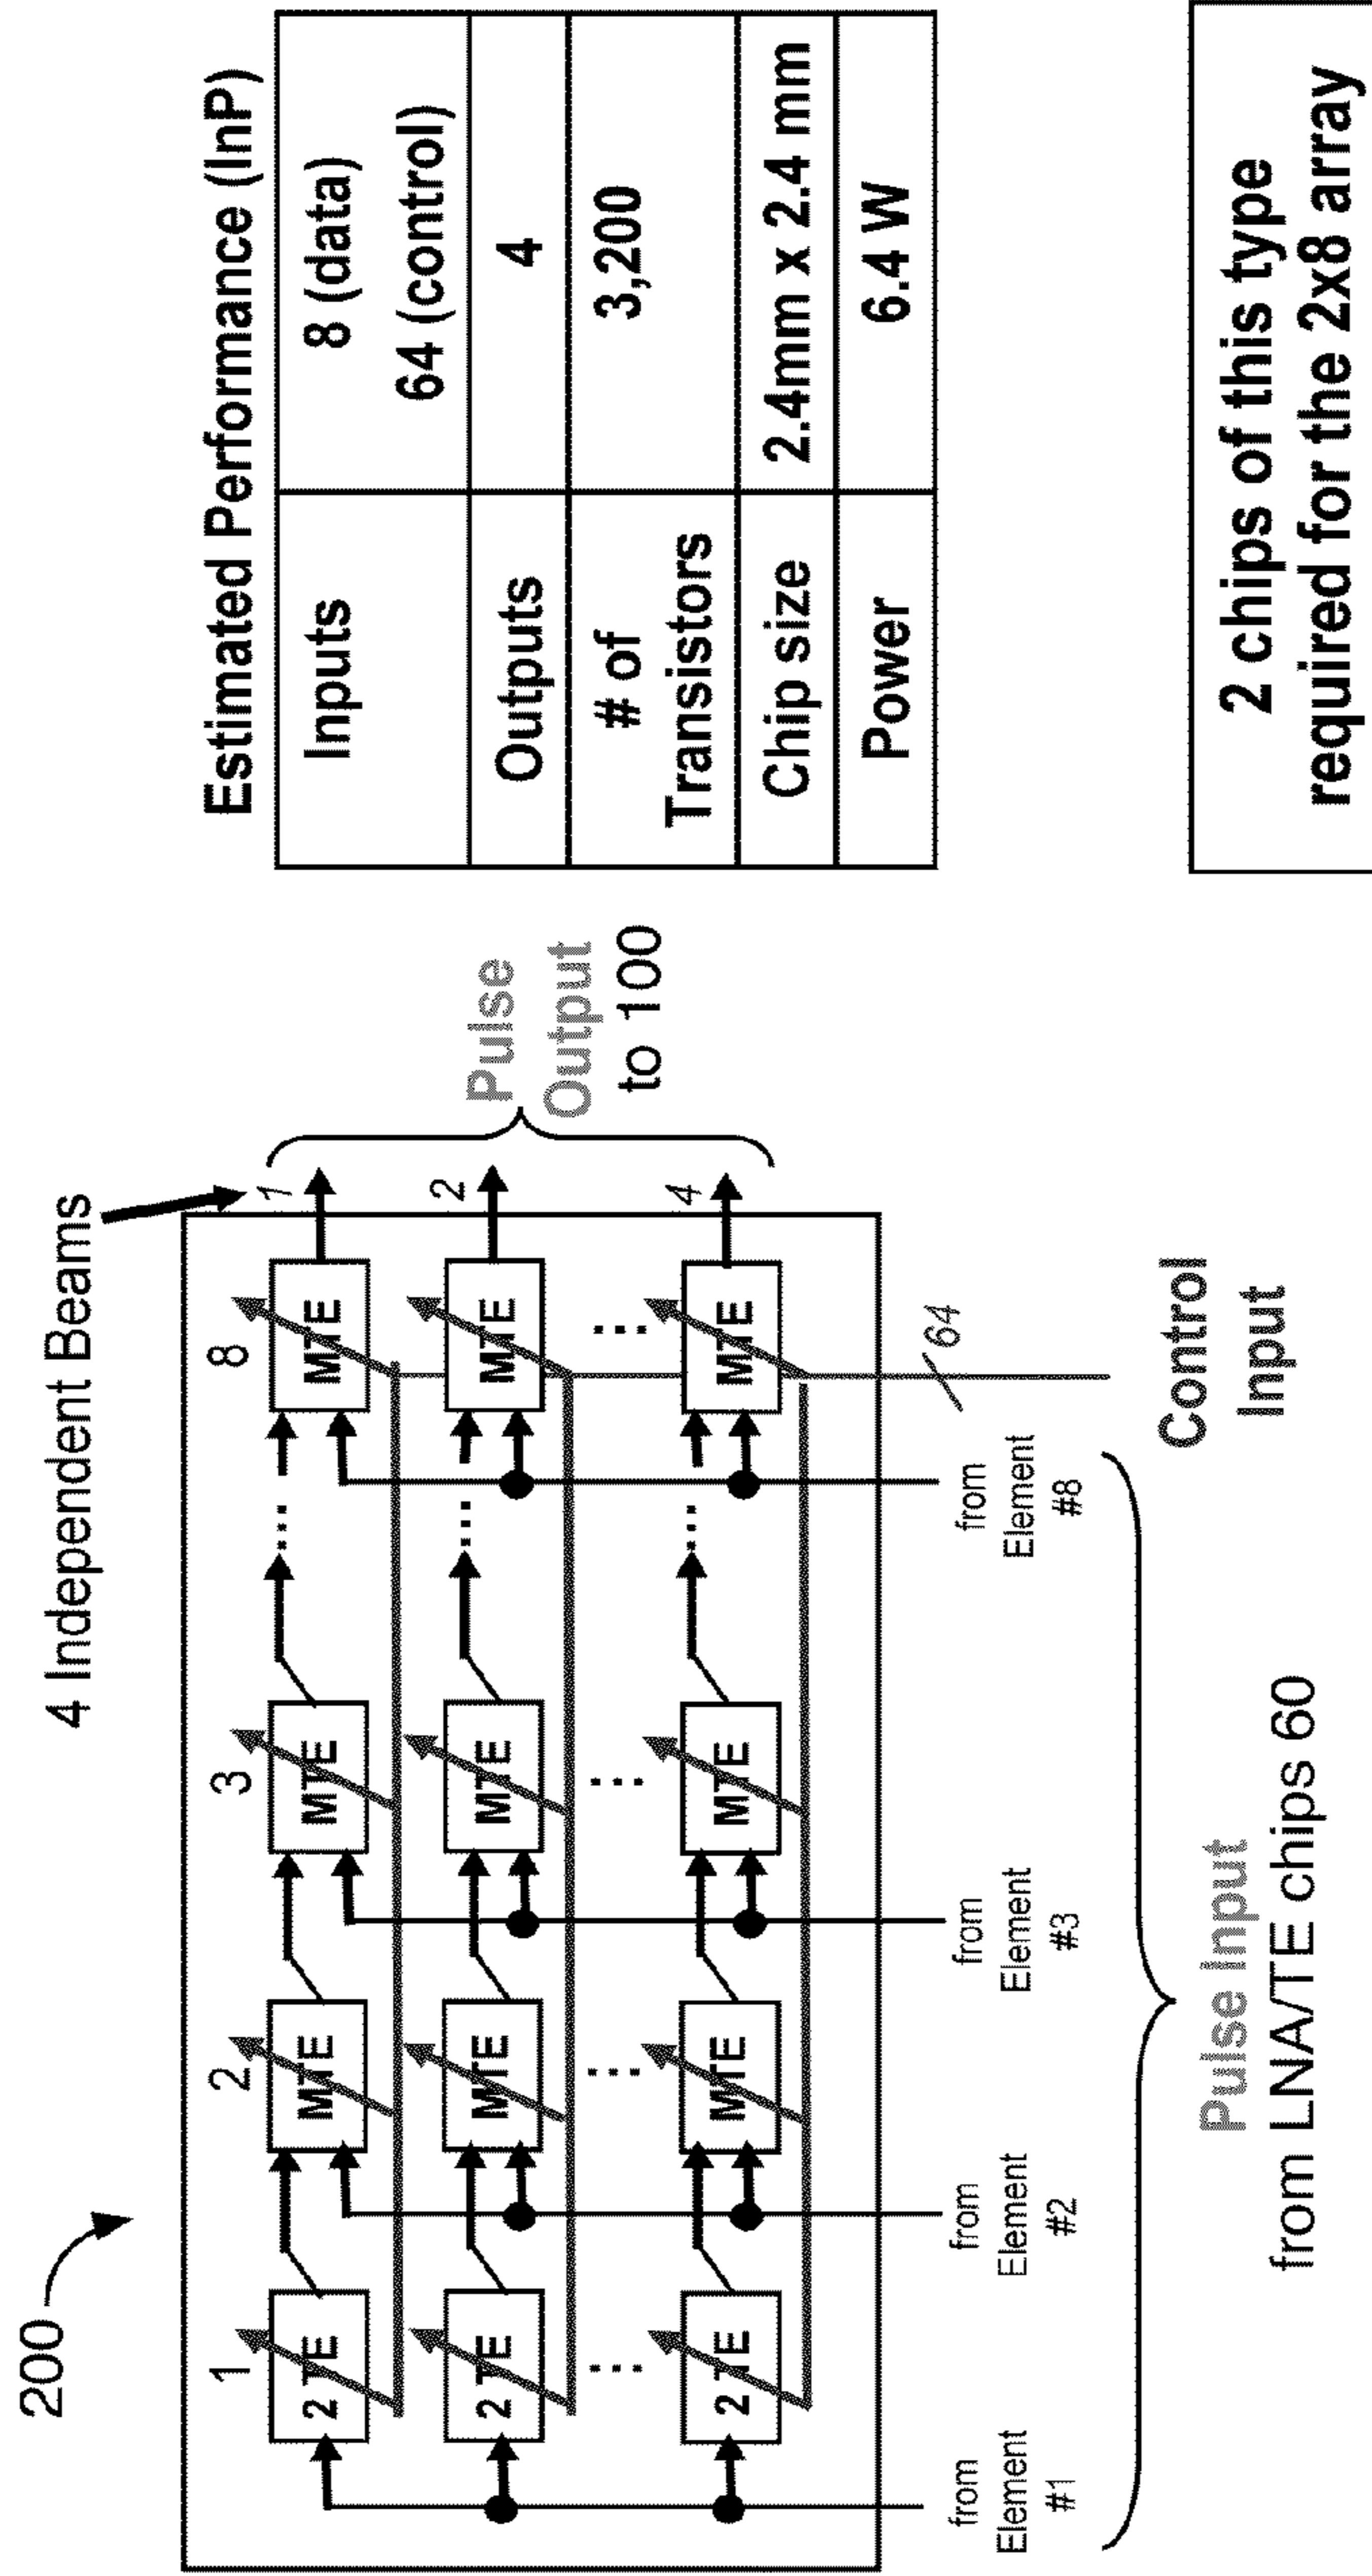 200
4 Independent Beams
1
2
3
8
2 TE
MTE
MTE
MTE
1
2 TE
MTE
MTE
MTE
2
...
...
...
...
2 TE
MTE
MTE
MTE
4
Pulse
Output
to 100
64
from
Element
#1
from
Element
#2
from
Element
#3
from
Element
#8
Control
Input
Pulse Input
from LNA/TE chips 60
Estimated Performance (InP)
Inputs
8 (data)
64 (control)
Outputs
4
# of
Transistors
3,200
Chip size
2.4mm x 2.4 mm
Power
6.4 W
2 chips of this type
required for the 2x8 array